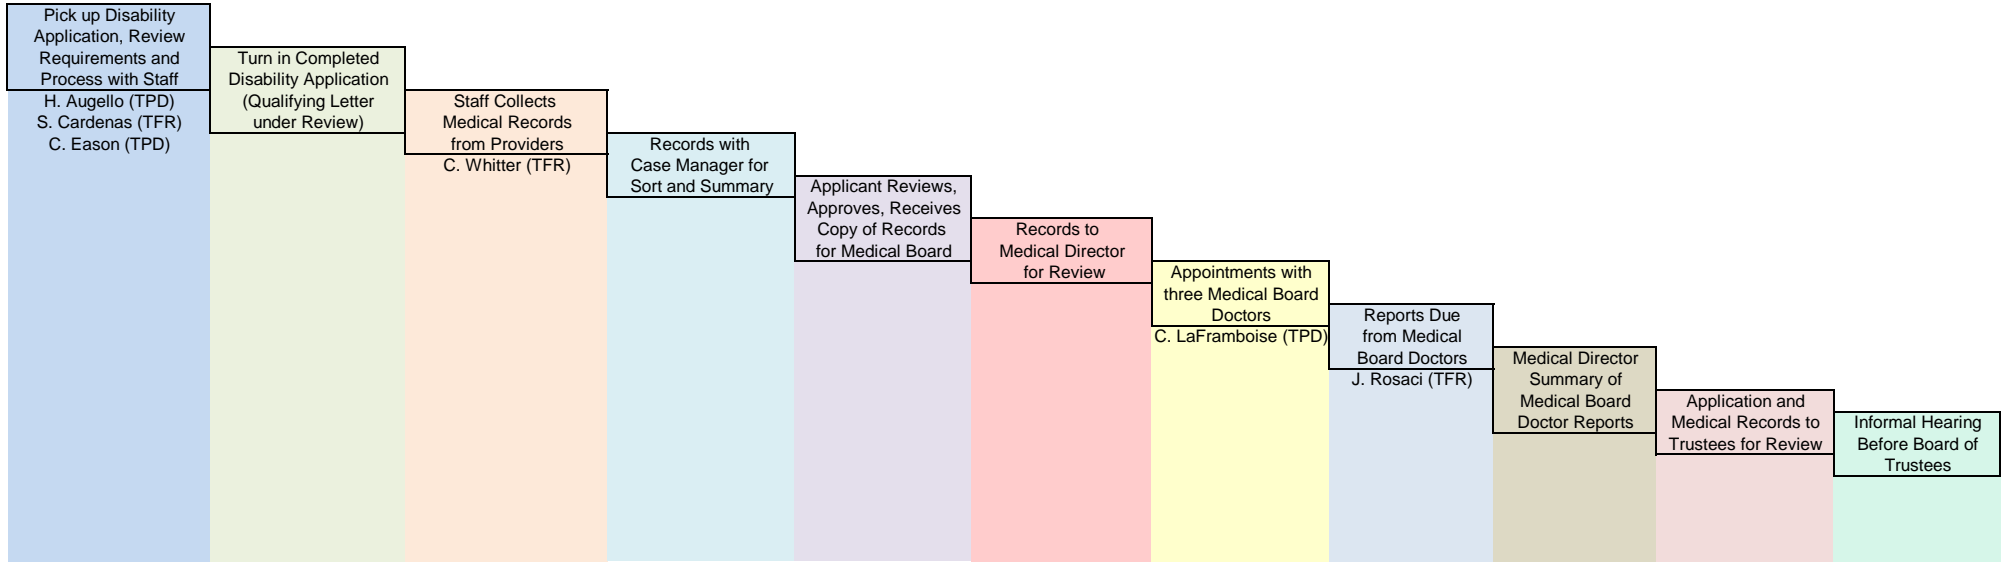 Pick up Disability
Application, Review
Requirements and
Process with Staff
H. Augello (TPD)
S. Cardenas (TFR)
C. Eason (TPD)
Turn in Completed
Disability Application
(Qualifying Letter
under Review)
Staff Collects
Medical Records
from Providers
C. Whitter (TFR)
Records with
Case Manager for
Sort and Summary
Applicant Reviews,
Approves, Receives
Copy of Records
for Medical Board
Records to
Medical Director
for Review
Appointments with
three Medical Board
Doctors
C. LaFramboise (TPD)
Reports Due
from Medical
Board Doctors
J. Rosaci (TFR)
Medical Director
Summary of
Medical Board
Doctor Reports
Application and
Medical Records to
Trustees for Review
Informal Hearing
Before Board of
Trustees